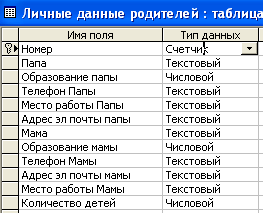 Личные данные родителей : таблица
Имя поля Тип данных
Номер Счетчик
Папа Текстовый
Образование папы Числовой
Телефон Папы Текстовый
Место работы Папы Текстовый
Адрес эл почты папы Текстовый
Мама Текстовый
Образование мамы Числовой
Телефон Мамы Текстовый
Адрес эл почты мамы Текстовый
Место работы Мамы Текстовый
Количество детей Числовой